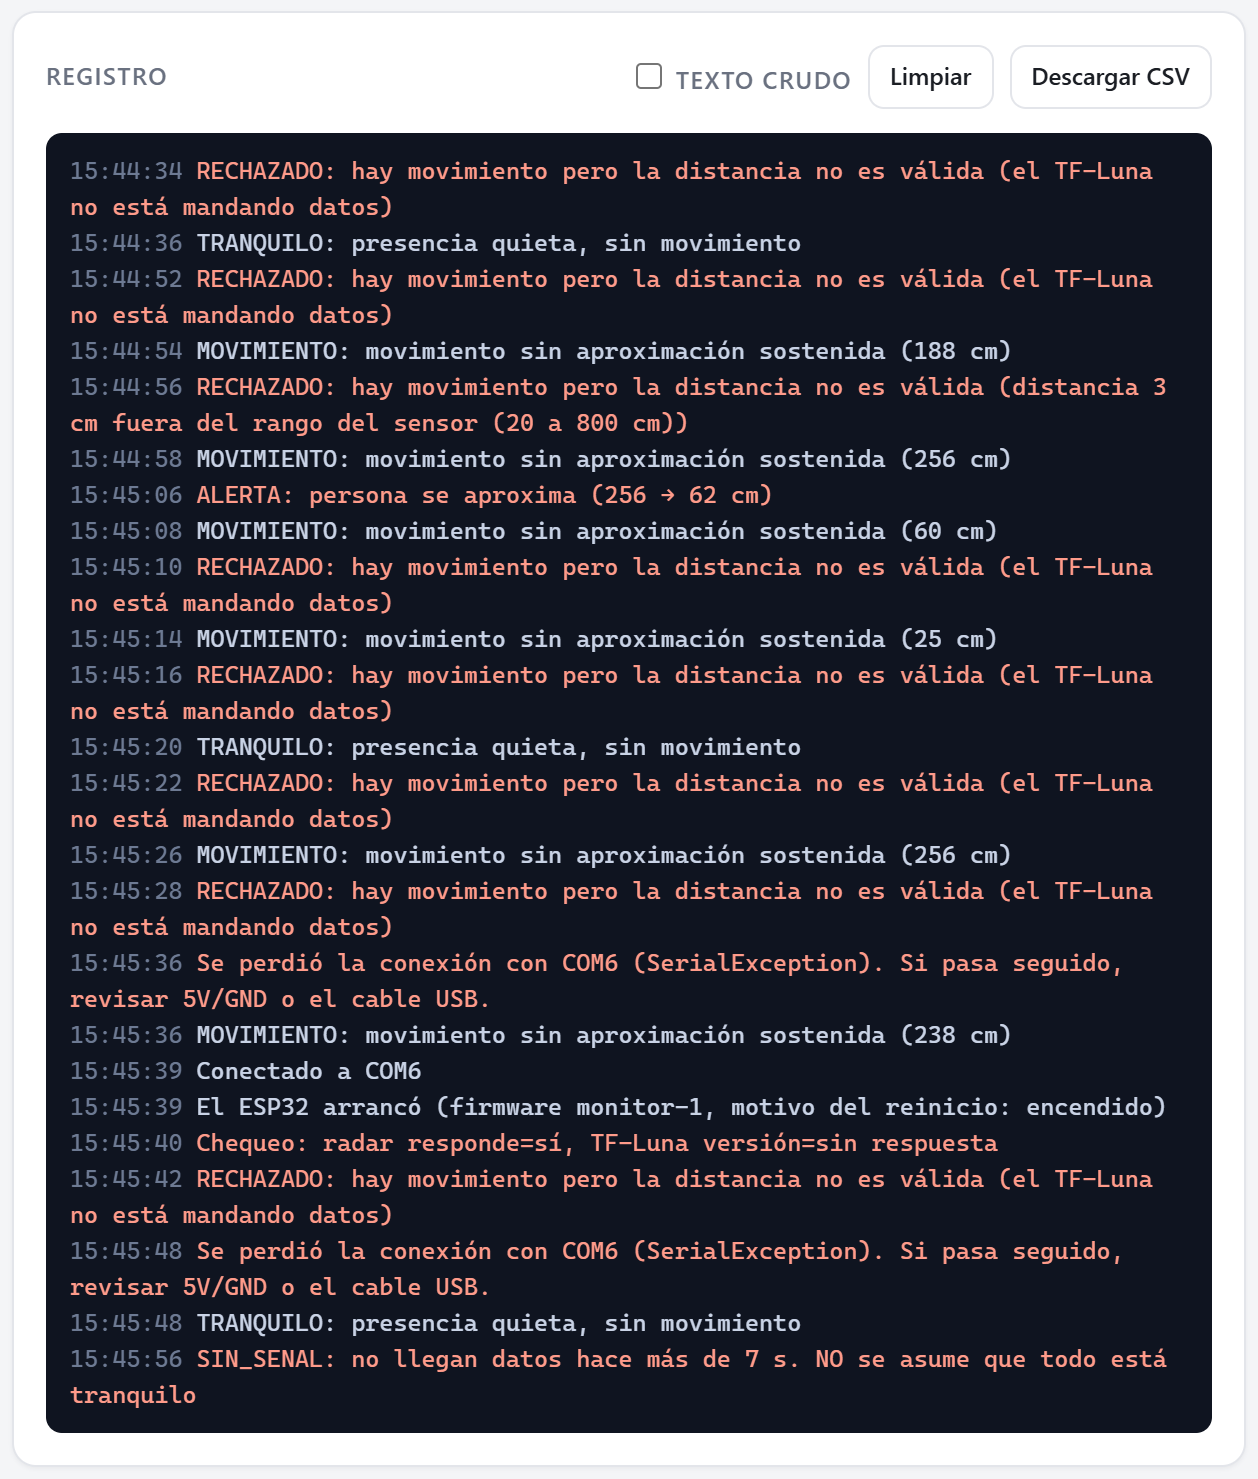 REGISTRO
TEXTO CRUDO
Limpiar
Descargar CSV
15:44:34 RECHAZADO: hay movimiento pero la distancia no es válida (el TF-Luna
no está mandando datos)
15:44:36 TRANQUILO: presencia quieta, sin movimiento
15:44:52 RECHAZADO: hay movimiento pero la distancia no es válida (el TF-Luna
no está mandando datos)
15:44:54 MOVIMIENTO: movimiento sin aproximación sostenida (188 cm)
15:44:56 RECHAZADO: hay movimiento pero la distancia no es válida (distancia 3
cm fuera del rango del sensor (20 a 800 cm))
15:44:58 MOVIMIENTO: movimiento sin aproximación sostenida (256 cm)
15:45:06 ALERTA: persona se aproxima (256 → 62 cm)
15:45:08 MOVIMIENTO: movimiento sin aproximación sostenida (60 cm)
15:45:10 RECHAZADO: hay movimiento pero la distancia no es válida (el TF-Luna
no está mandando datos)
15:45:14 MOVIMIENTO: movimiento sin aproximación sostenida (25 cm)
15:45:16 RECHAZADO: hay movimiento pero la distancia no es válida (el TF-Luna
no está mandando datos)
15:45:20 TRANQUILO: presencia quieta, sin movimiento
15:45:22 RECHAZADO: hay movimiento pero la distancia no es válida (el TF-Luna
no está mandando datos)
15:45:26 MOVIMIENTO: movimiento sin aproximación sostenida (256 cm)
15:45:28 RECHAZADO: hay movimiento pero la distancia no es válida (el TF-Luna
no está mandando datos)
15:45:36 Se perdió la conexión con COM6 (SerialException). Si pasa seguido,
revisar 5V/GND o el cable USB.
15:45:36 MOVIMIENTO: movimiento sin aproximación sostenida (238 cm)
15:45:39 Conectado a COM6
15:45:39 El ESP32 arrancó (firmware monitor-1, motivo del reinicio: encendido)
15:45:40 Chequeo: radar responde=sí, TF-Luna versión=sin respuesta
15:45:42 RECHAZADO: hay movimiento pero la distancia no es válida (el TF-Luna
no está mandando datos)
15:45:48 Se perdió la conexión con COM6 (SerialException). Si pasa seguido,
revisar 5V/GND o el cable USB.
15:45:48 TRANQUILO: presencia quieta, sin movimiento
15:45:56 SIN_SENAL: no llegan datos hace más de 7 s. NO se asume que todo está
tranquilo